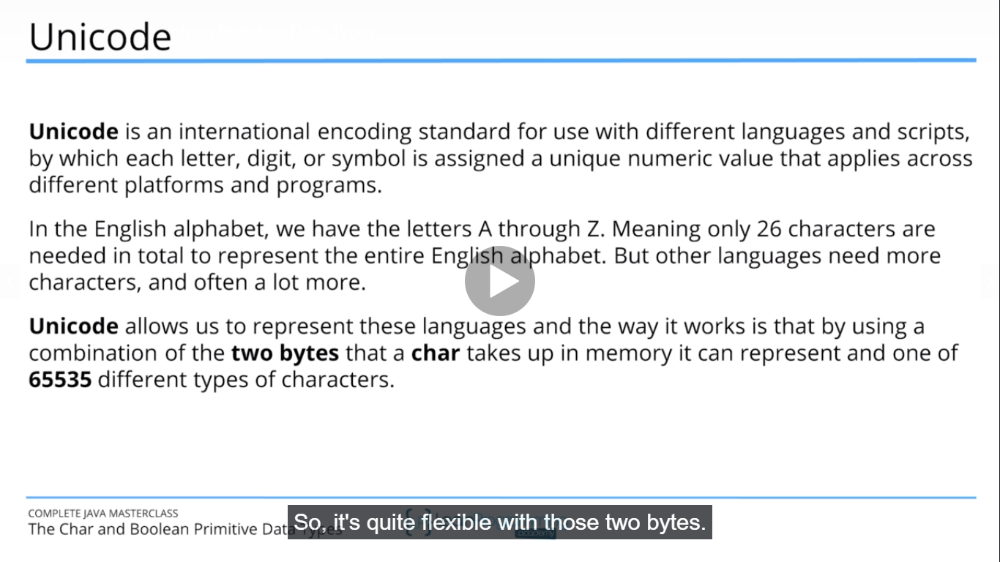 Unicode
Unicode is an international encoding standard for use with different languages and scripts,
by which each letter, digit, or symbol is assigned a unique numeric value that applies across
different platforms and programs.
In the English alphabet, we have the letters A through Z. Meaning only 26 characters are
needed in total to represent the entire English alphabet. But other languages need more
characters, and often a lot more.
Unicode allows us to represent these languages and the way it works is that by using a
combination of the two bytes that a char takes up in memory it can represent and one of
65535 different types of characters.
COMPLETE JAVA MASTERCLASS
The Char and Boolean Primitive Data Types
So, it's quite flexible with those two bytes.